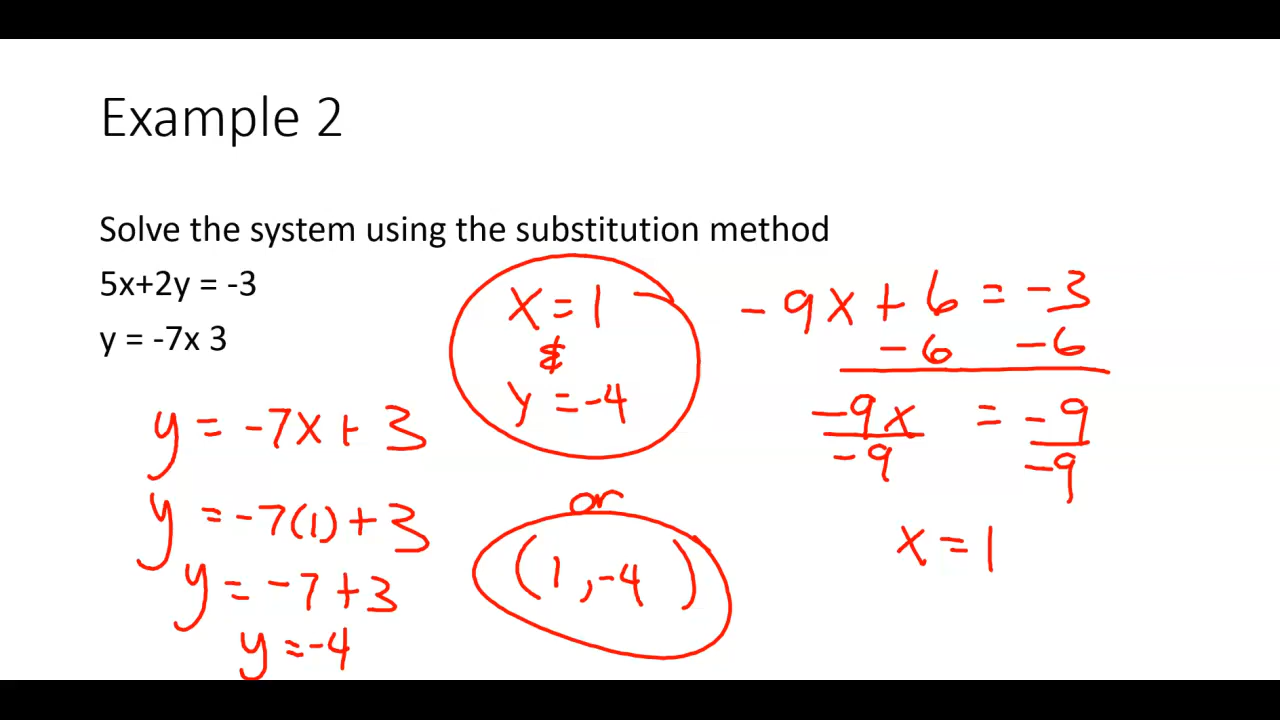 Example 2
Solve the system using the substitution method
5x+2y = -3
y = -7x 3
y = -7x + 3
y = -7(1) + 3
y = -7 + 3
y = -4
x = 1
&
y = -4
or
(1, -4)
-9x + 6 = -3
-6 -6
-9x = -9
-9 -9
x = 1